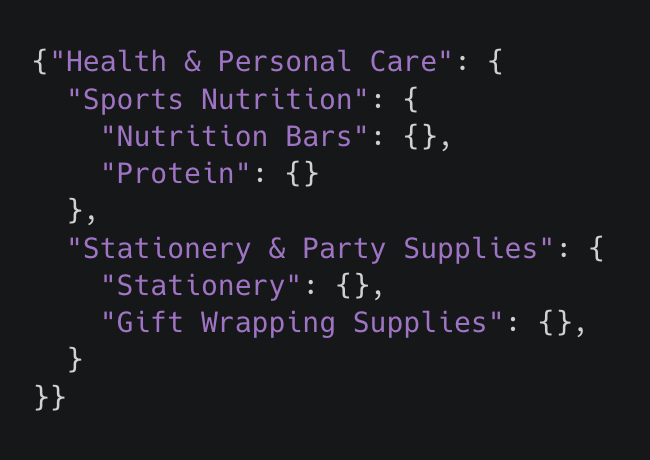 {"Health & Personal Care": {
  "Sports Nutrition": {
    "Nutrition Bars": {},
    "Protein": {}
  },
  "Stationery & Party Supplies": {
    "Stationery": {},
    "Gift Wrapping Supplies": {},
  }
}}